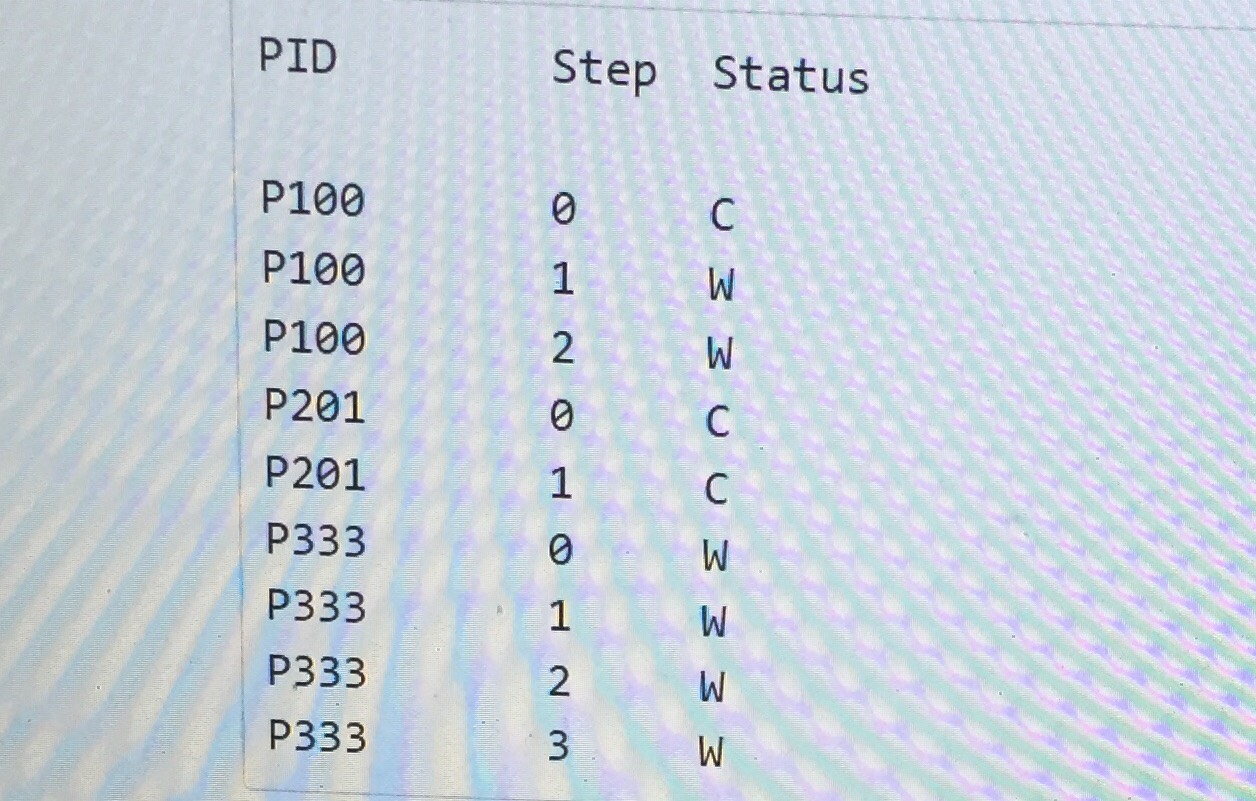 PID Step Status
P100 0 C
P100 1 W
P100 2 W
P201 0 C
P201 1 C
P333 0 W
P333 1 W
P333 2 W
P333 3 W